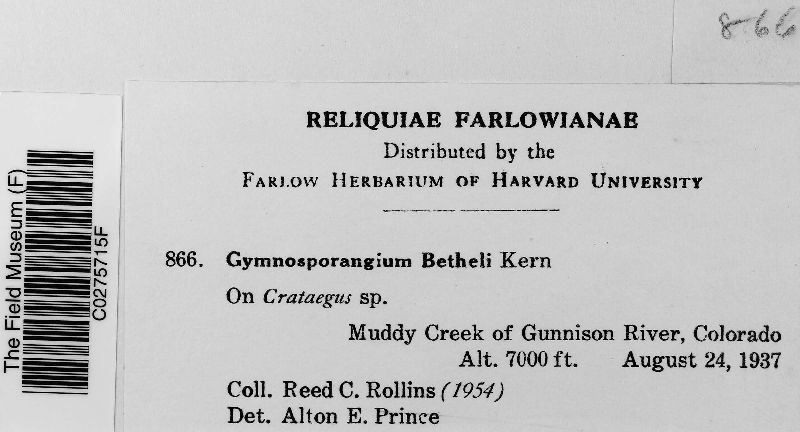 866
RELIQUIAE FARLOWIANAE
Distributed by the
FARLOW HERBARIUM OF HARVARD UNIVERSITY
866. Gymnosporangium Betheli Kern
On Crataegus sp.
Muddy Creek of Gunnison River, Colorado
Alt. 7000 ft. August 24, 1937
Coll. Reed C. Rollins (1954)
Det. Alton E. Prince
The Field Museum (F)
C0275715F